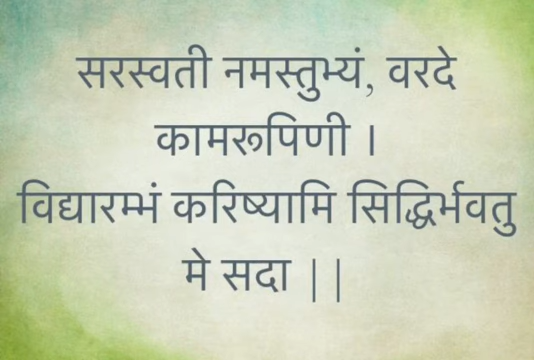 सरस्वती नमस्तुभ्यं, वरदे
कामरूपिणी ।
विद्यारम्भं करिष्यामि सिद्धिर्भवतु
मे सदा ||